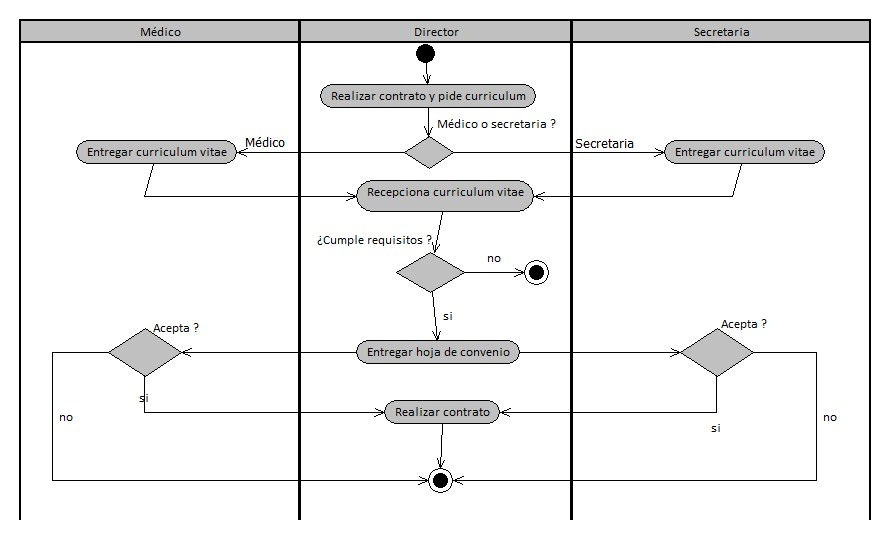 Médico
Director
Secretaria
Realizar contrato y pide curriculum
Médico o secretaria ?
Médico
Secretaria
Entregar curriculum vitae
Entregar curriculum vitae
Recepciona curriculum vitae
¿Cumple requisitos ?
no
si
Acepta ?
Acepta ?
Entregar hoja de convenio
si
Realizar contrato
no
no
si